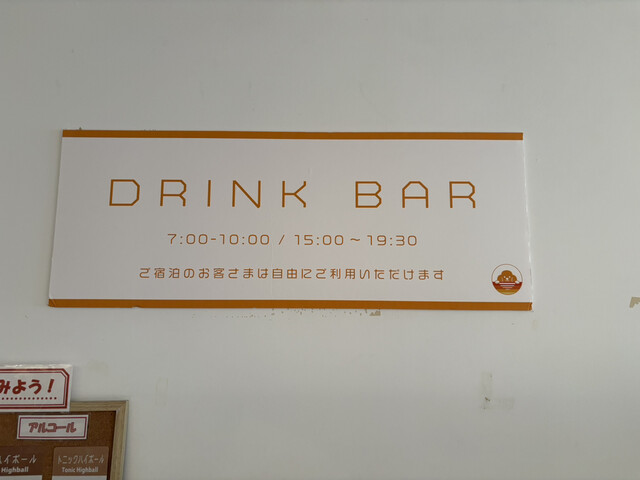 DRINK BAR
7:00-10:00 / 15:00～19:30
ご宿泊のお客さまは自由にご利用いただけます
みよう！
アルコール
ハイボール
Highball
トニックハイボール
Tonic Highball